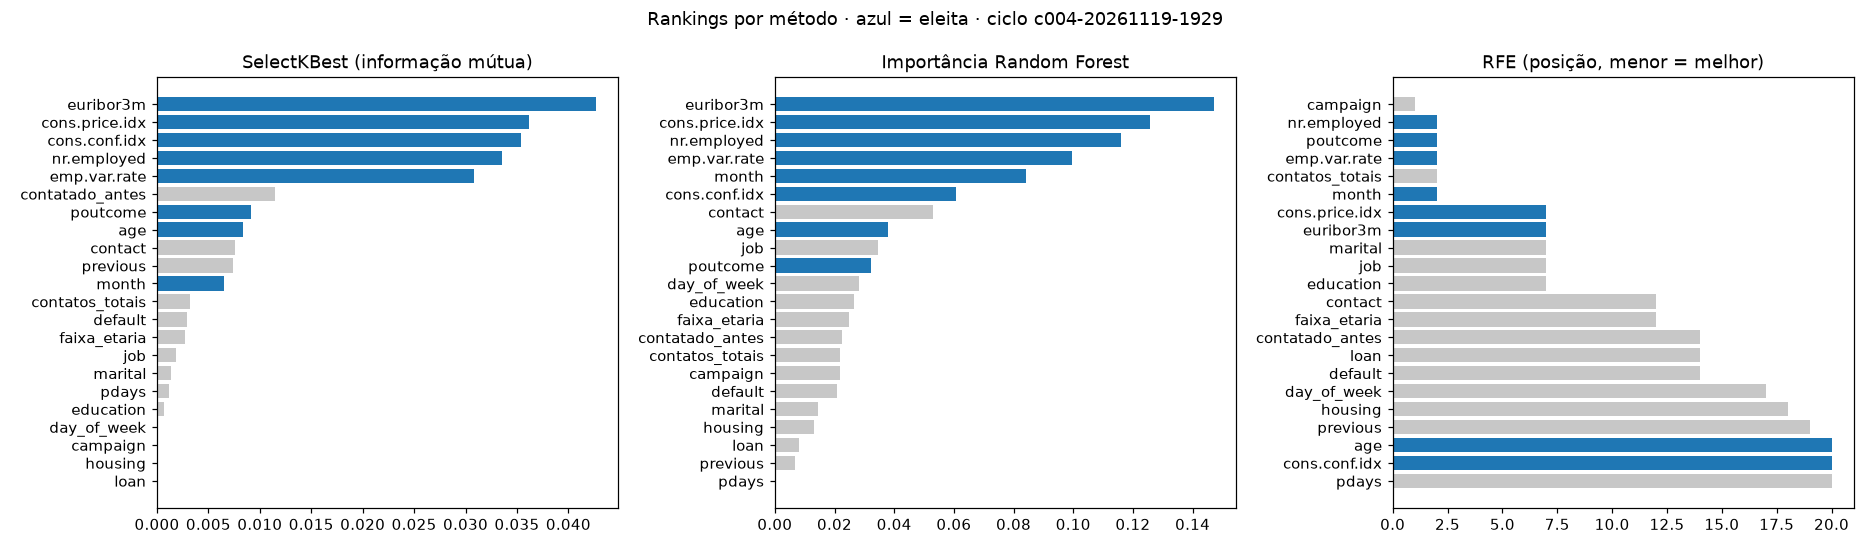 Rankings por método · azul = eleita · ciclo c004-20261119-1929
SelectKBest (informação mútua)
euribor3m
cons.price.idx
cons.conf.idx
nr.employed
emp.var.rate
contatado_antes
poutcome
age
contact
previous
month
contatos_totais
default
faixa_etaria
job
marital
pdays
education
day_of_week
campaign
housing
loan
0.000 0.005 0.010 0.015 0.020 0.025 0.030 0.035 0.040
Importância Random Forest
euribor3m
cons.price.idx
nr.employed
emp.var.rate
month
cons.conf.idx
contact
age
job
poutcome
day_of_week
education
faixa_etaria
contatado_antes
contatos_totais
campaign
default
marital
housing
loan
previous
pdays
0.00 0.02 0.04 0.06 0.08 0.10 0.12 0.14
RFE (posição, menor = melhor)
campaign
nr.employed
poutcome
emp.var.rate
contatos_totais
month
cons.price.idx
euribor3m
marital
job
education
contact
faixa_etaria
contatado_antes
loan
default
day_of_week
housing
previous
age
cons.conf.idx
pdays
0.0 2.5 5.0 7.5 10.0 12.5 15.0 17.5 20.0